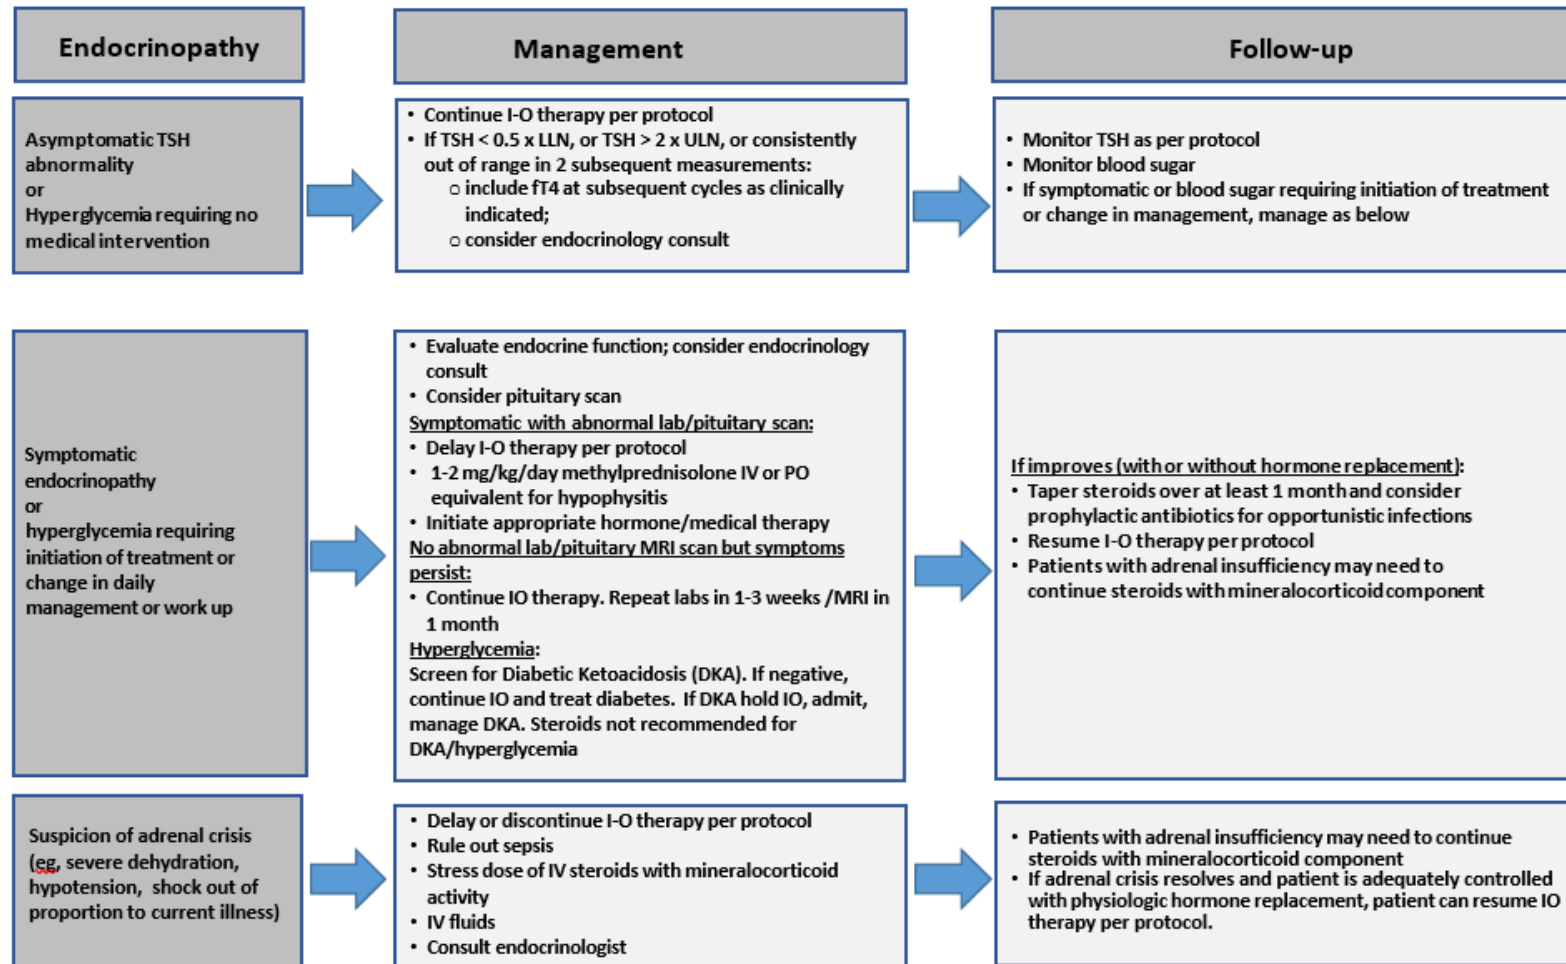 Endocrinopathy
Management
Follow-up
Asymptomatic TSH
abnormality
or
Hyperglycemia requiring no
medical intervention
• Continue I-O therapy per protocol
• If TSH < 0.5 x LLN, or TSH > 2 x ULN, or consistently
out of range in 2 subsequent measurements:
o include fT4 at subsequent cycles as clinically
indicated;
o consider endocrinology consult
• Monitor TSH as per protocol
• Monitor blood sugar
• If symptomatic or blood sugar requiring initiation of treatment
or change in management, manage as below
Symptomatic
endocrinopathy
or
hyperglycemia requiring
initiation of treatment or
change in daily
management or work up
• Evaluate endocrine function; consider endocrinology
consult
• Consider pituitary scan
Symptomatic with abnormal lab/pituitary scan:
• Delay I-O therapy per protocol
• 1-2 mg/kg/day methylprednisolone IV or PO
equivalent for hypophysitis
• Initiate appropriate hormone/medical therapy
No abnormal lab/pituitary MRI scan but symptoms
persist:
• Continue IO therapy. Repeat labs in 1-3 weeks /MRI in
1 month
Hyperglycemia:
Screen for Diabetic Ketoacidosis (DKA). If negative,
continue IO and treat diabetes. If DKA hold IO, admit,
manage DKA. Steroids not recommended for
DKA/hyperglycemia
If improves (with or without hormone replacement):
• Taper steroids over at least 1 month and consider
prophylactic antibiotics for opportunistic infections
• Resume I-O therapy per protocol
• Patients with adrenal insufficiency may need to
continue steroids with mineralocorticoid component
Suspicion of adrenal crisis
(eg, severe dehydration,
hypotension, shock out of
proportion to current illness)
• Delay or discontinue I-O therapy per protocol
• Rule out sepsis
• Stress dose of IV steroids with mineralocorticoid
activity
• IV fluids
• Consult endocrinologist
• Patients with adrenal insufficiency may need to continue
steroids with mineralocorticoid component
• If adrenal crisis resolves and patient is adequately controlled
with physiologic hormone replacement, patient can resume IO
therapy per protocol.